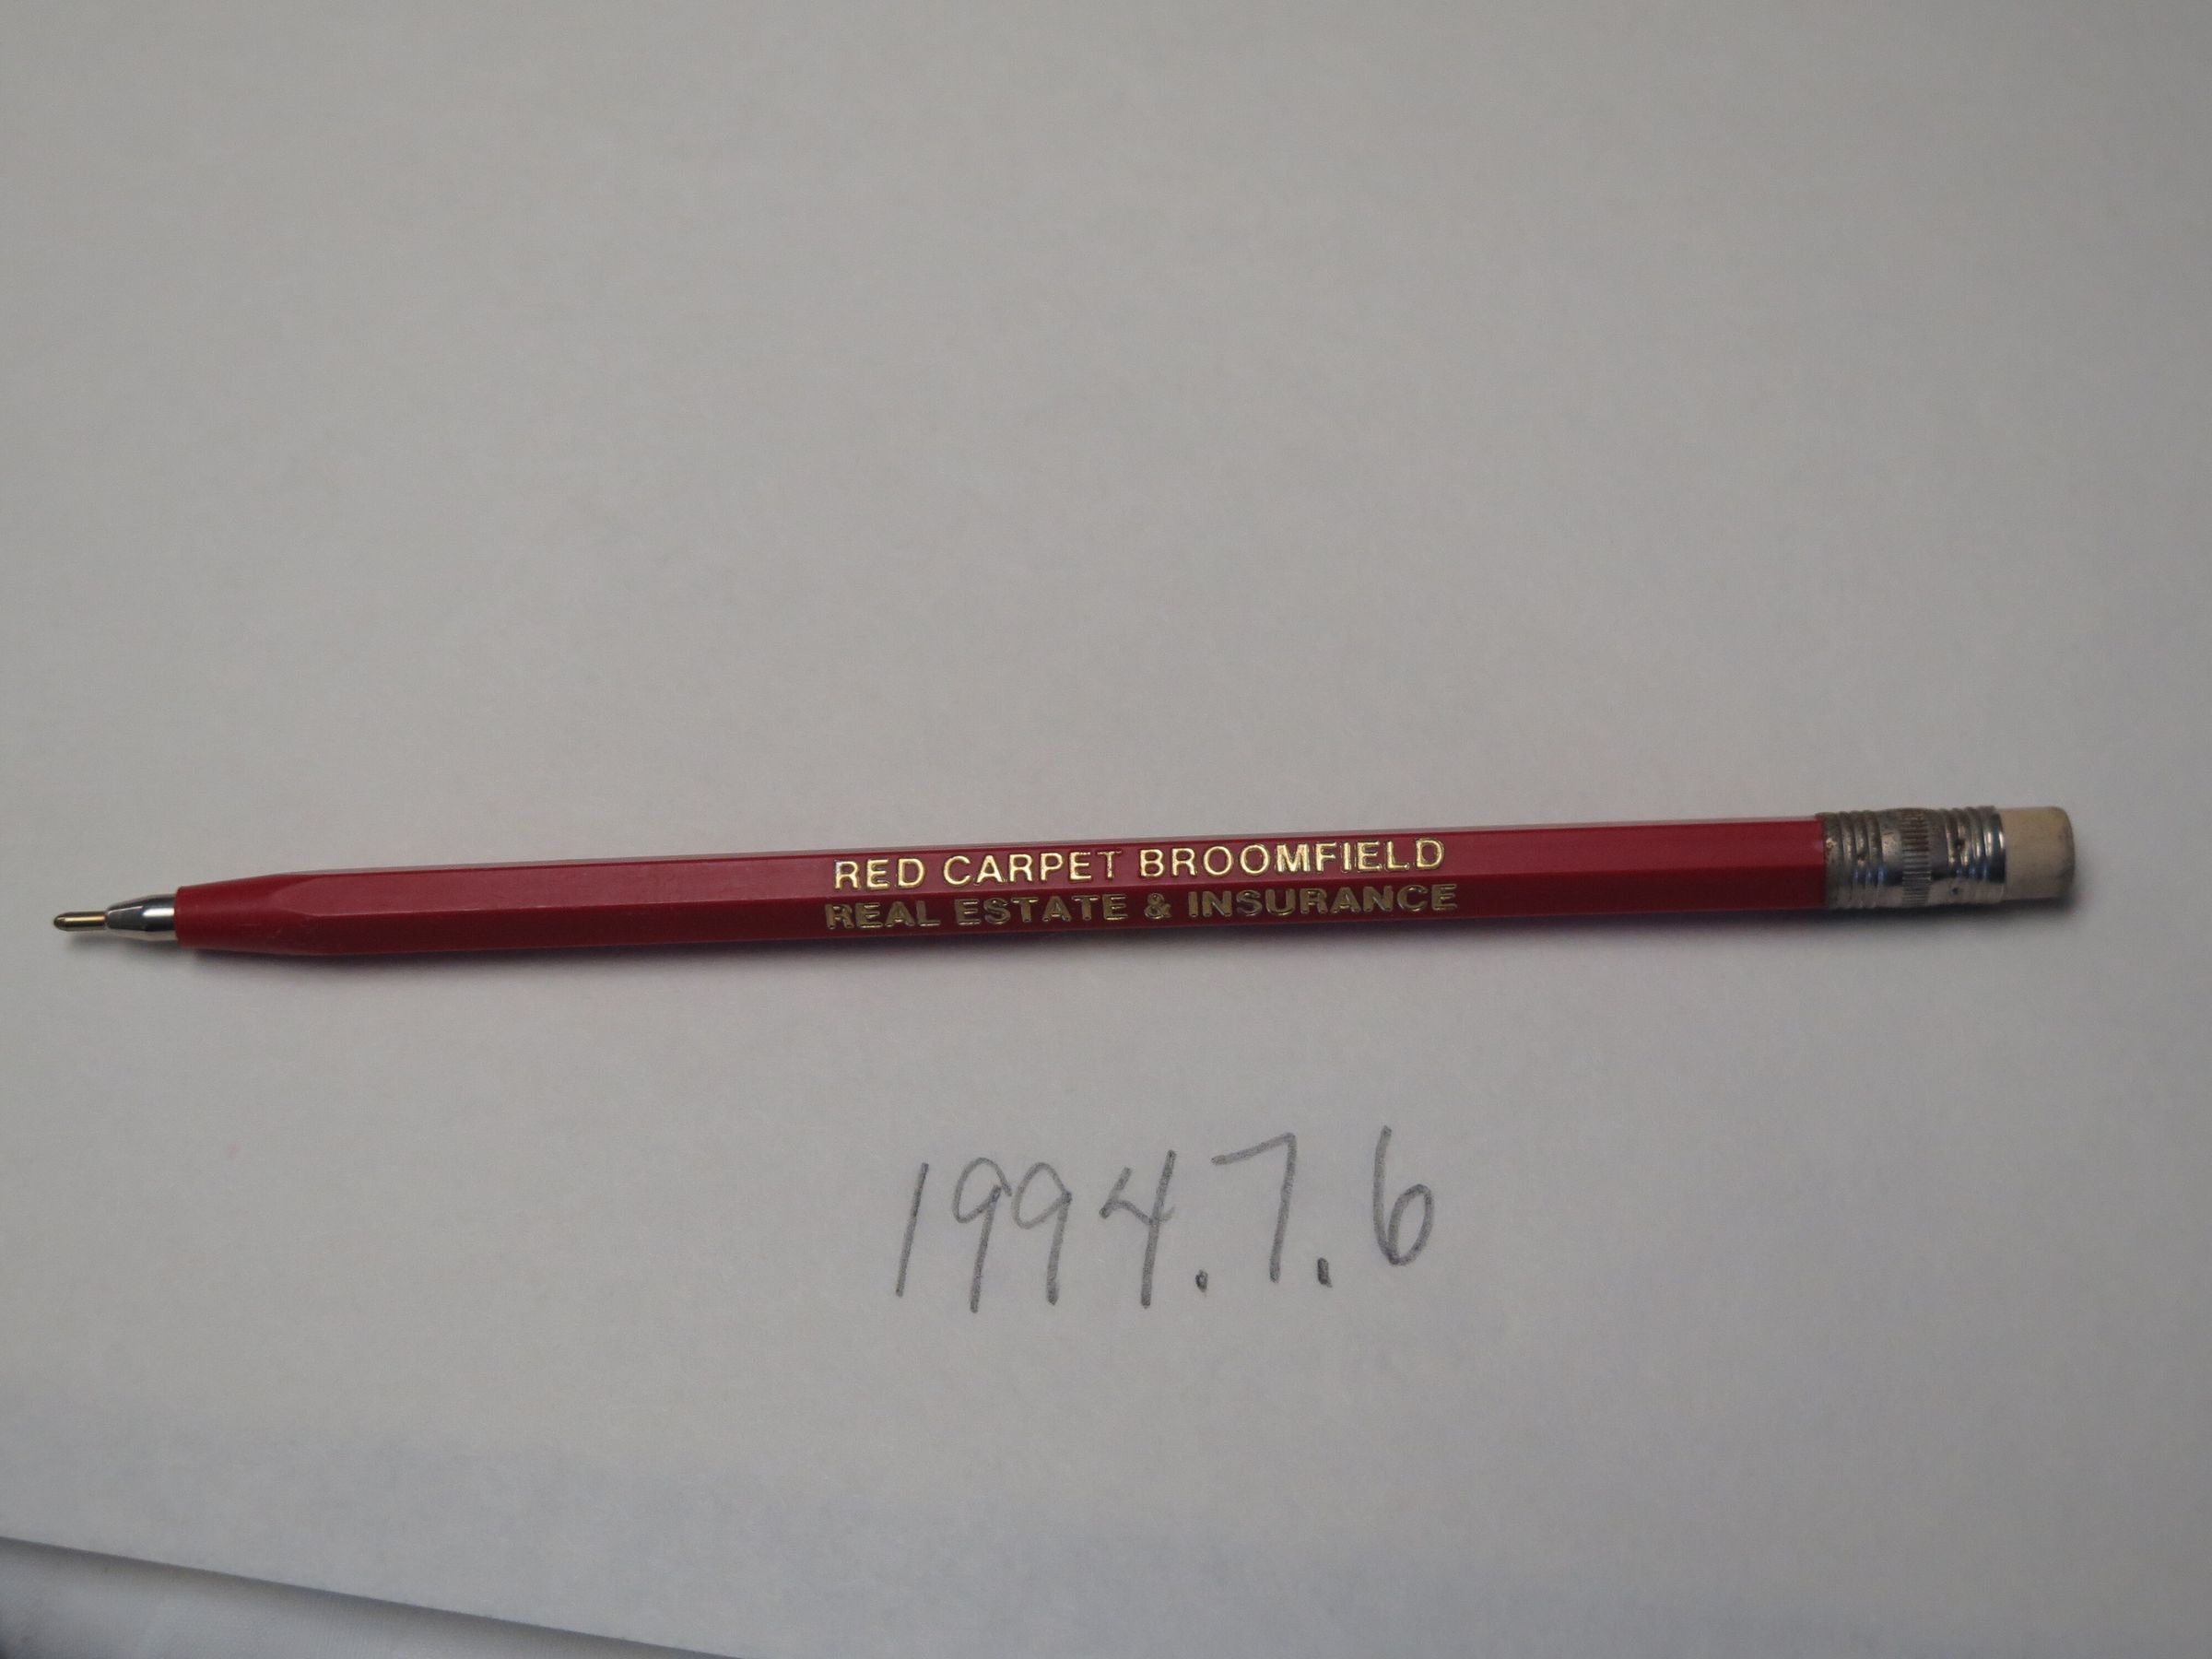 RED CARPET BROOMFIELD
REAL ESTATE & INSURANCE
1994.7.6